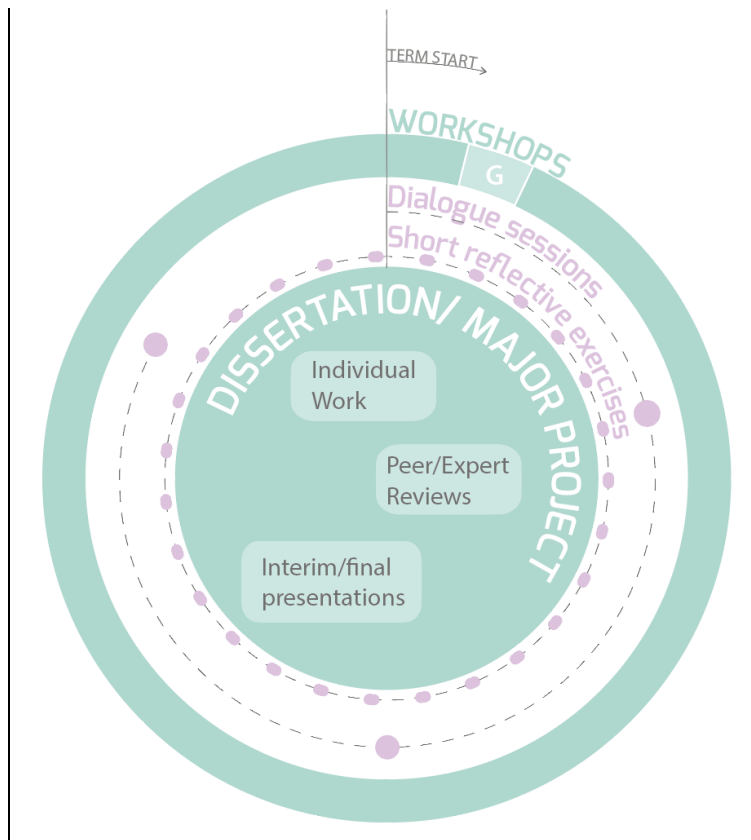 TERM START
WORKSHOPS
G
Dialogue sessions
Short reflective exercises
DISSERTATION/ MAJOR PROJECT
Individual
Work
Peer/Expert
Reviews
Interim/final
presentations